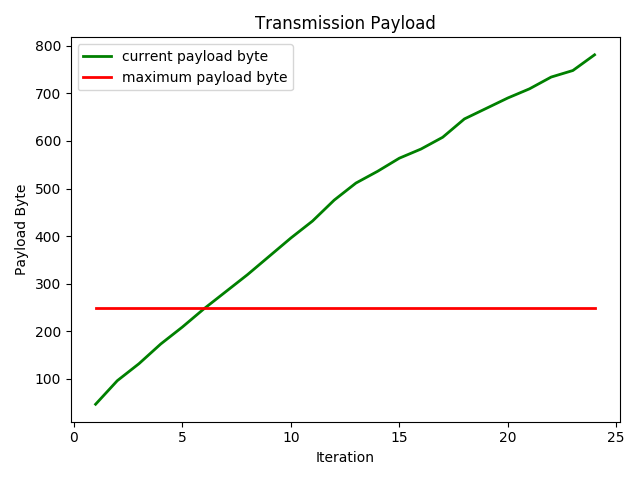 Transmission Payload
current payload byte
maximum payload byte
Payload Byte
800
700
600
500
400
300
200
100
0 5 10 15 20 25
Iteration